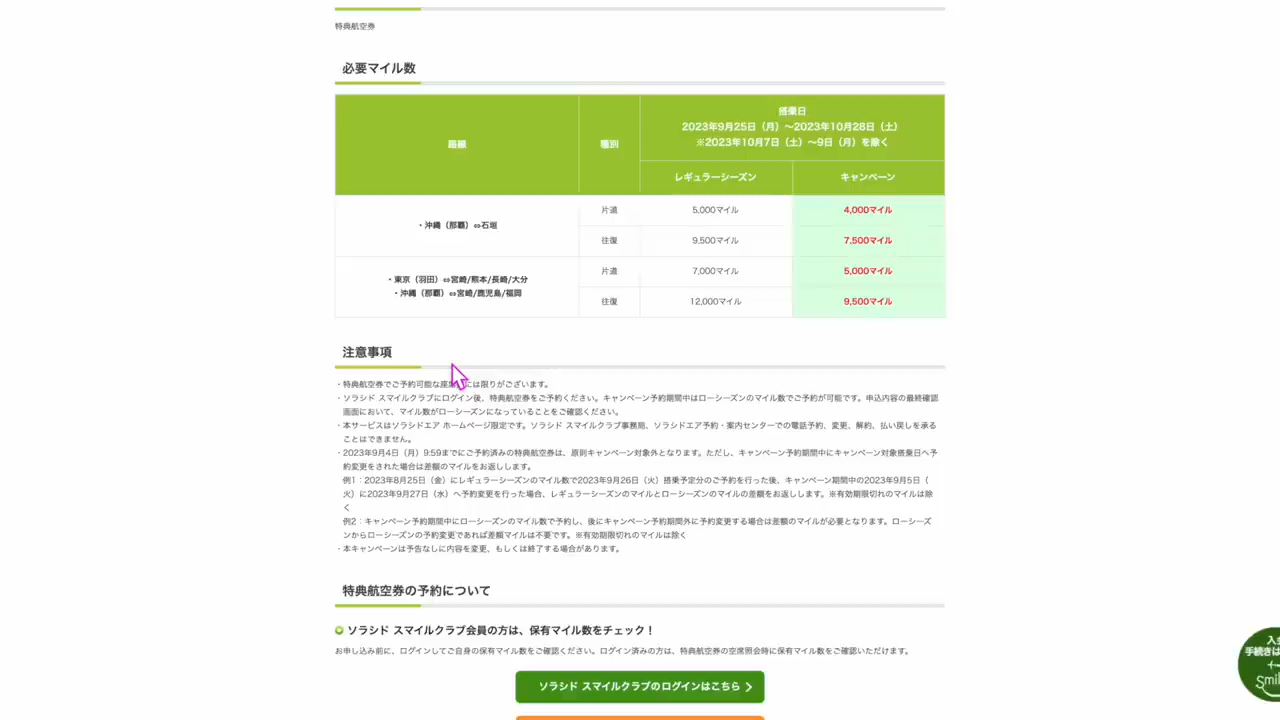 特典航空券
必要マイル数
搭乗日
2023年9月25日（月）～2023年10月28日（土）
※2023年10月7日（土）～9日（月）を除く
路線
種別
レギュラーシーズン
キャンペーン
・沖縄（那覇）⇔石垣
片道
5,000マイル
4,000マイル
往復
9,500マイル
7,500マイル
・東京（羽田）⇔宮崎/熊本/長崎/大分
・沖縄（那覇）⇔宮崎/鹿児島/福岡
片道
7,000マイル
5,000マイル
往復
12,000マイル
9,500マイル
注意事項
・特典航空券でご予約可能な座には限りがございます。
・ソラシド スマイルクラブにログイン後、特典航空券をご予約ください。キャンペーン予約期間中はローシーズンのマイル数でご予約が可能です。申込内容の最終確認
画面において、マイル数がローシーズンになっていることをご確認ください。
・本サービスはソラシドエア ホームページ限定です。ソラシド スマイルクラブ事務局、ソラシドエア予約・案内センターでの電話予約、変更、解約、払い戻しを承る
ことはできません。
・2023年9月4日（月）9:59までにご予約済みの特典航空券は、原則キャンペーン対象外となります。ただし、キャンペーン予約期間中にキャンペーン対象搭乗日へ予
約変更をされた場合は差額のマイルをお返しします。
例1：2023年8月25日（金）にレギュラーシーズンのマイル数で2023年9月26日（火）搭乗予定分のご予約を行った後、キャンペーン期間中の2023年9月5日（
火）に2023年9月27日（水）へ予約変更を行った場合、レギュラーシーズンのマイルとローシーズンのマイルの差額をお返しします。※有効期限切れのマイルは除
く
例2：キャンペーン予約期間中にローシーズンのマイル数で予約し、後にキャンペーン予約期間外に予約変更する場合は差額のマイルが必要となります。ローシーズ
ンからローシーズンの予約変更であれば差額マイルは不要です。※有効期限切れのマイルは除く
・本キャンペーンは予告なしに内容を変更、もしくは終了する場合があります。
特典航空券の予約について
ソラシド スマイルクラブ会員の方は、保有マイル数をチェック！
お申し込み前に、ログインしてご自身の保有マイル数をご確認ください。ログイン済みの方は、特典航空券の空席照会時に保有マイル数をご確認いただけます。
ソラシド スマイルクラブのログインはこちら
手続きは
Smil